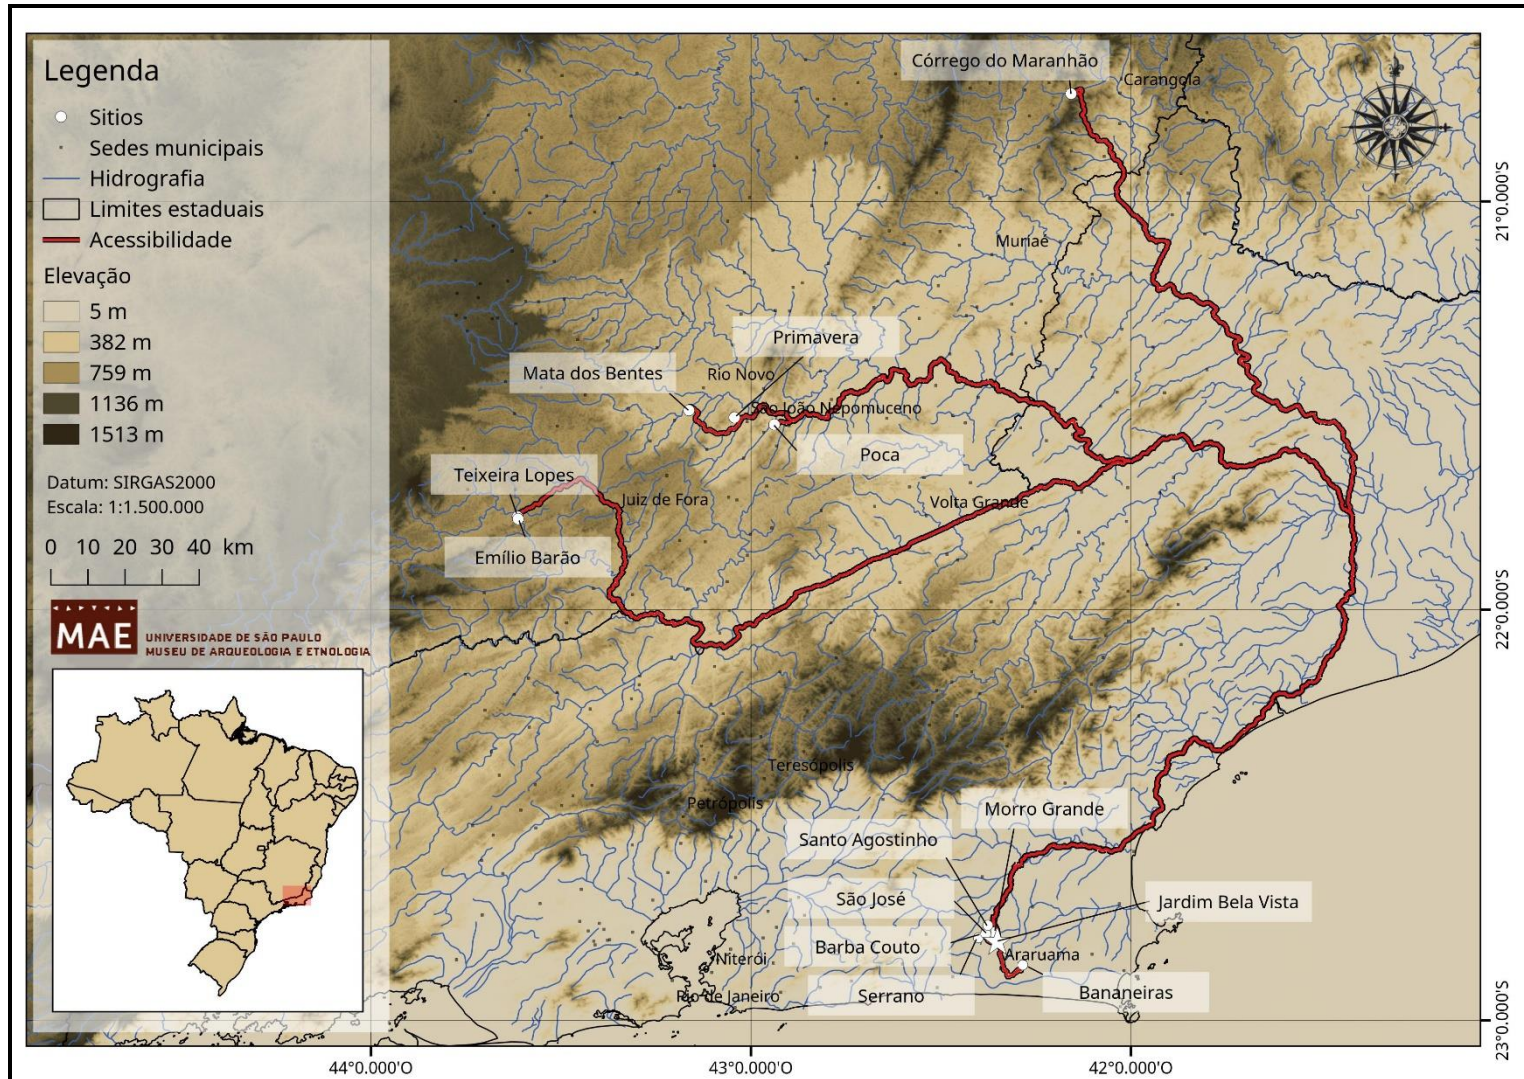 Legenda
Sitios
Sedes municipais
Hidrografia
Limites estaduais
Acessibilidade
Elevação
5 m
382 m
759 m
1136 m
1513 m
Datum: SIRGAS2000
Escala: 1:1.500.000
0 10 20 30 40 km
MAE
UNIVERSIDADE DE SÃO PAULO
MUSEU DE ARQUEOLOGIA E ETNOLOGIA
Córrego do Maranhão
Carangola
Muriaé
Primavera
Mata dos Bentes
Rio Novo
São João Nepomuceno
Poca
Teixeira Lopes
Juiz de Fora
Volta Grande
Emílio Barão
Teresópolis
Petrópolis
Morro Grande
Santo Agostinho
São José
Jardim Bela Vista
Barba Couto
Araruama
Niterói
Serrano
Bananeiras
Rio de Janeiro
21°0.000'S
22°0.000'S
23°0.000'S
44°0.000'O
43°0.000'O
42°0.000'O